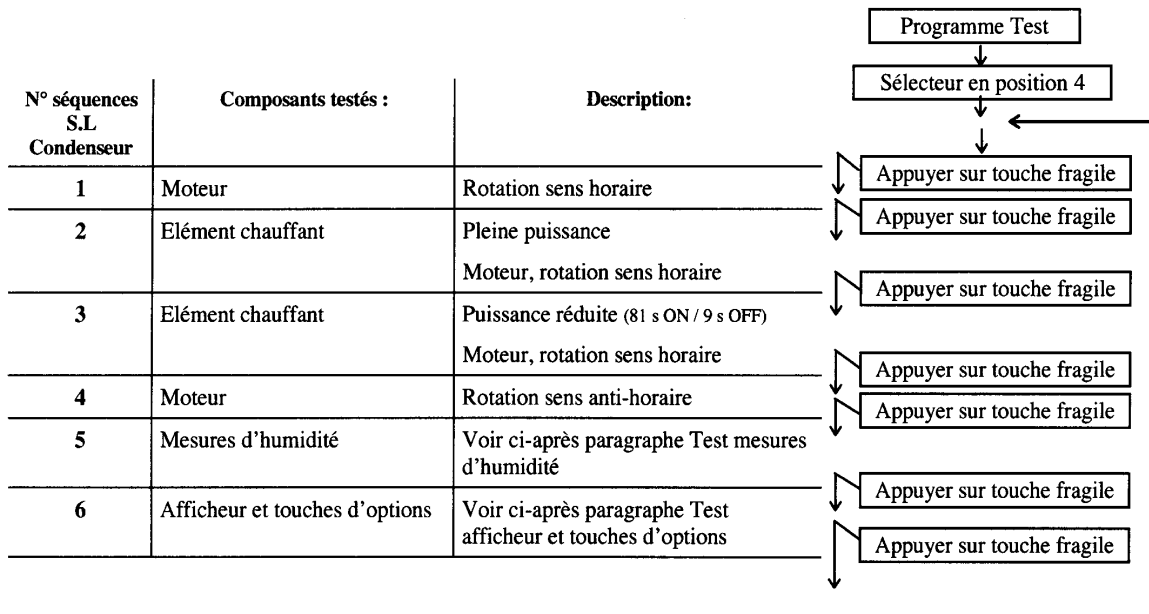 Programme Test
Sélecteur en position 4
N° séquences
S.L
Condenseur
Composants testés :
Description:
Appuyer sur touche fragile
1
Moteur
Rotation sens horaire
Appuyer sur touche fragile
2
Elément chauffant
Pleine puissance
Moteur, rotation sens horaire
Appuyer sur touche fragile
3
Elément chauffant
Puissance réduite (81 s ON / 9 s OFF)
Moteur, rotation sens horaire
Appuyer sur touche fragile
4
Moteur
Rotation sens anti-horaire
Appuyer sur touche fragile
5
Mesures d'humidité
Voir ci-après paragraphe Test mesures
d'humidité
Appuyer sur touche fragile
6
Afficheur et touches d'options
Voir ci-après paragraphe Test
afficheur et touches d'options
Appuyer sur touche fragile